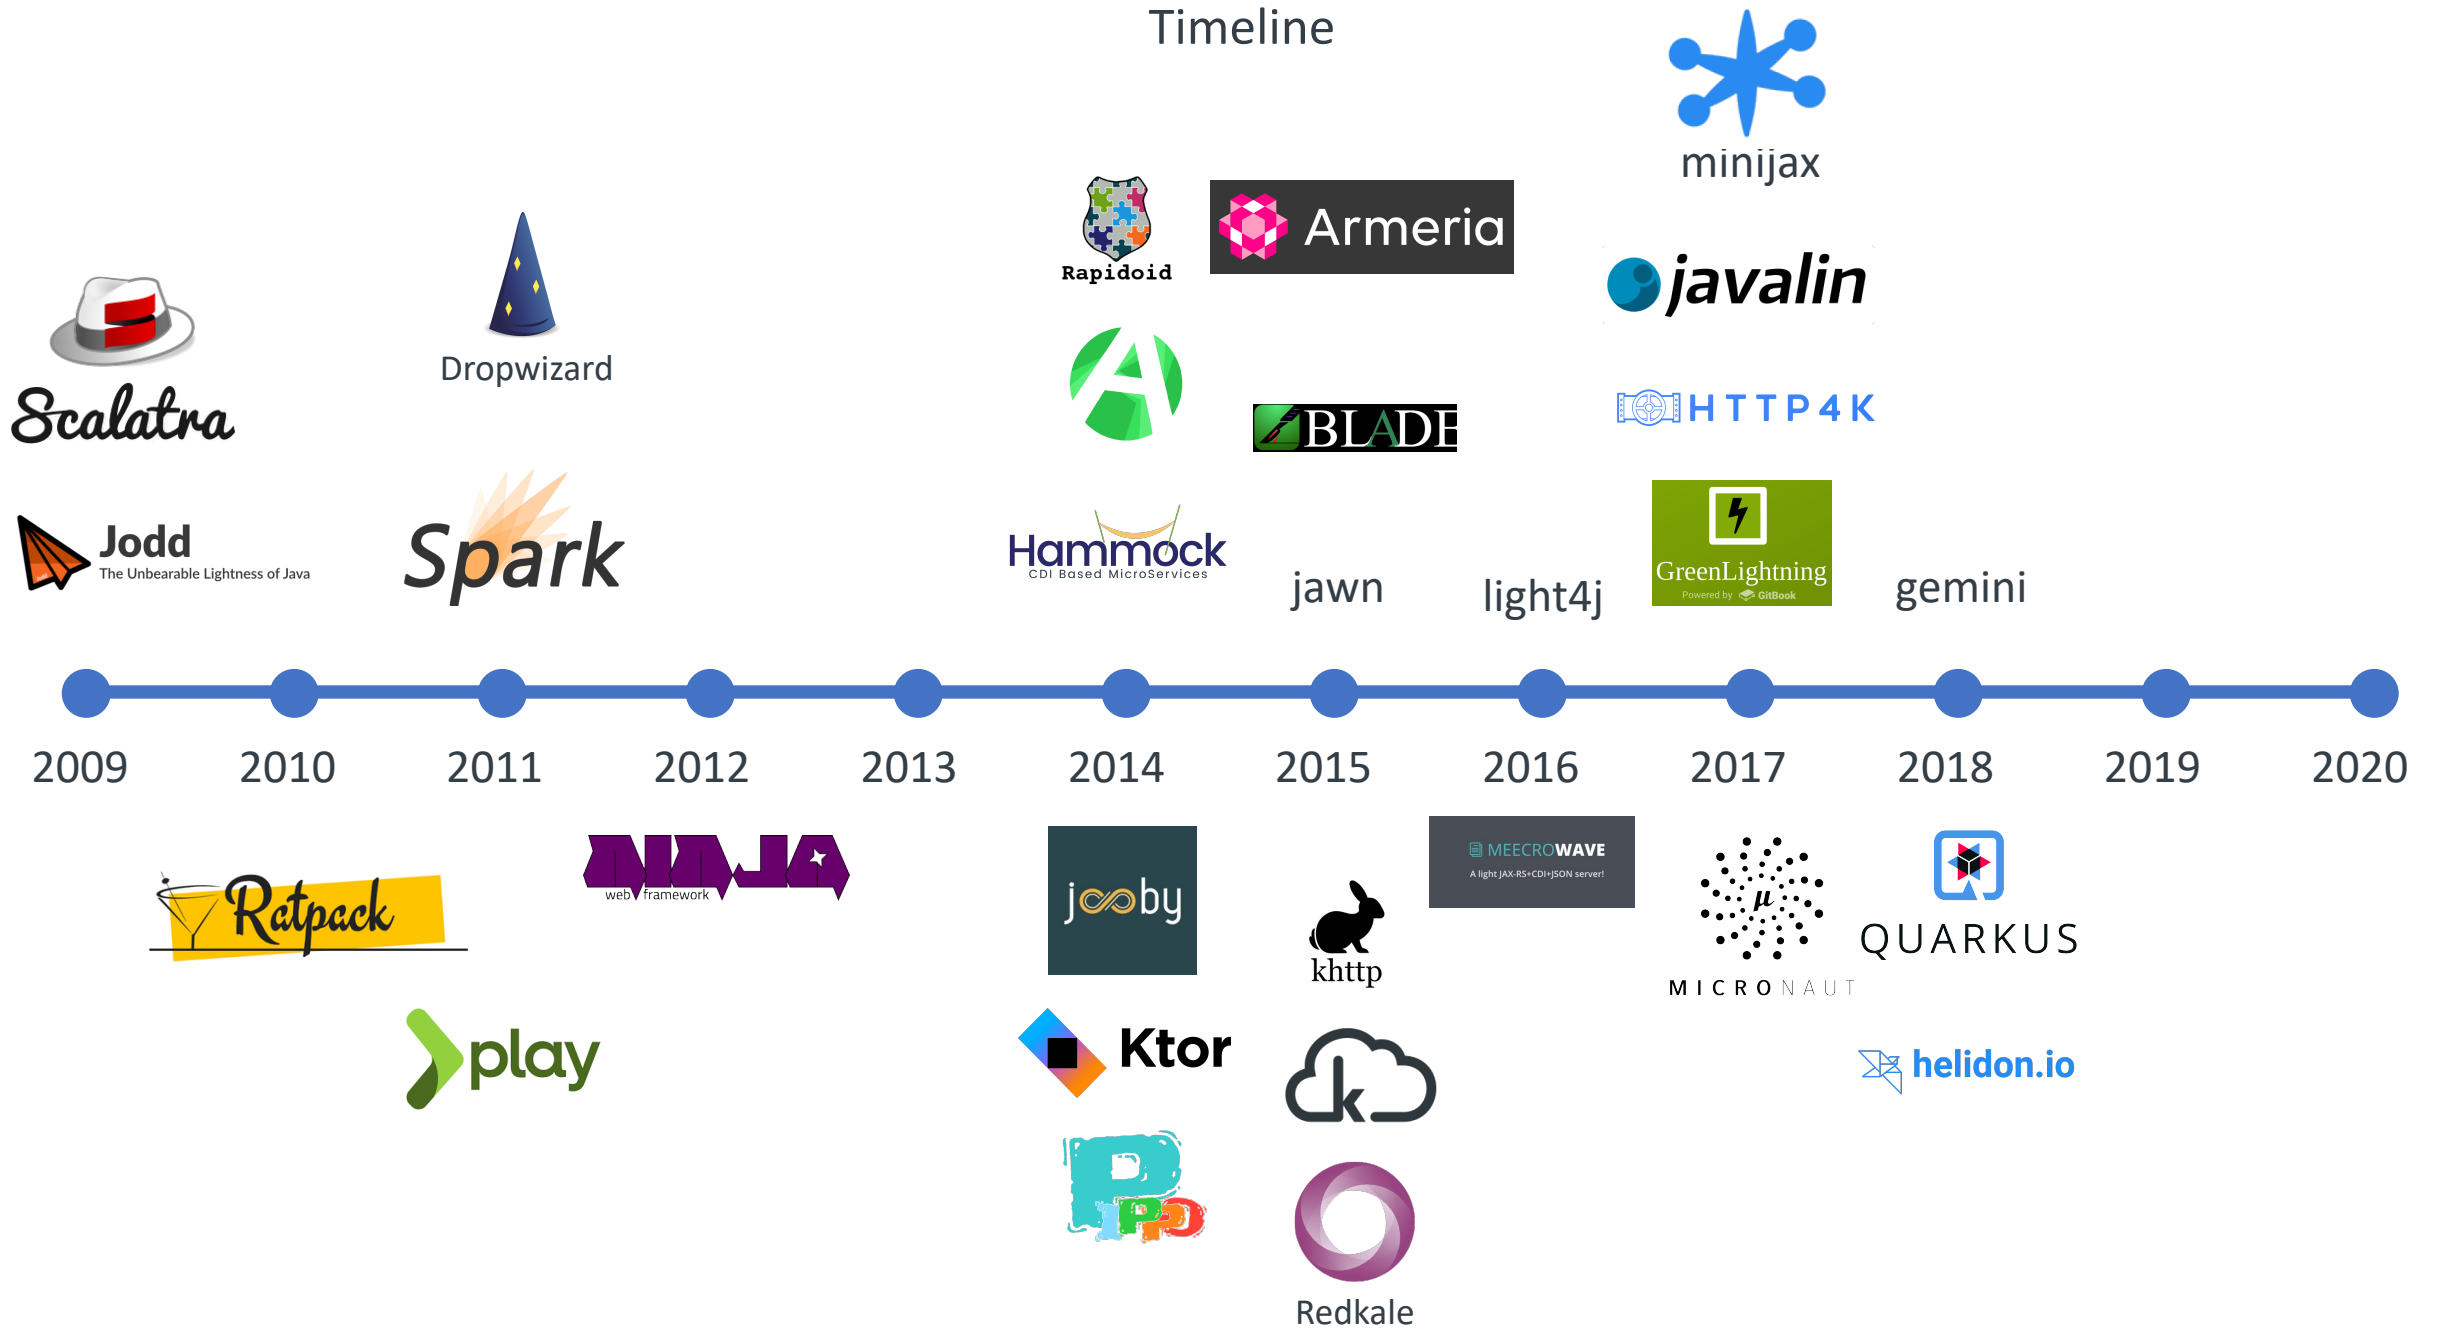 Timeline
minijax
Rapidoid
Armeria
javalin
Dropwizard
Scalatra
A
BLADE
HTTP4K
Jodd
The Unbearable Lightness of Java
Spark
Hammock
CDI Based MicroServices
jawn
light4j
GreenLightning
Powered by GitBook
gemini
2009 2010 2011 2012 2013 2014 2015 2016 2017 2018 2019 2020
Ratpack
NINJA
web framework
jooby
khttp
MEECROWAVE
A light JAX-RS+CDI+JSON server!
μ
MICRONAUT
QUARKUS
play
Ktor
k
helidon.io
Pippo
Redkale